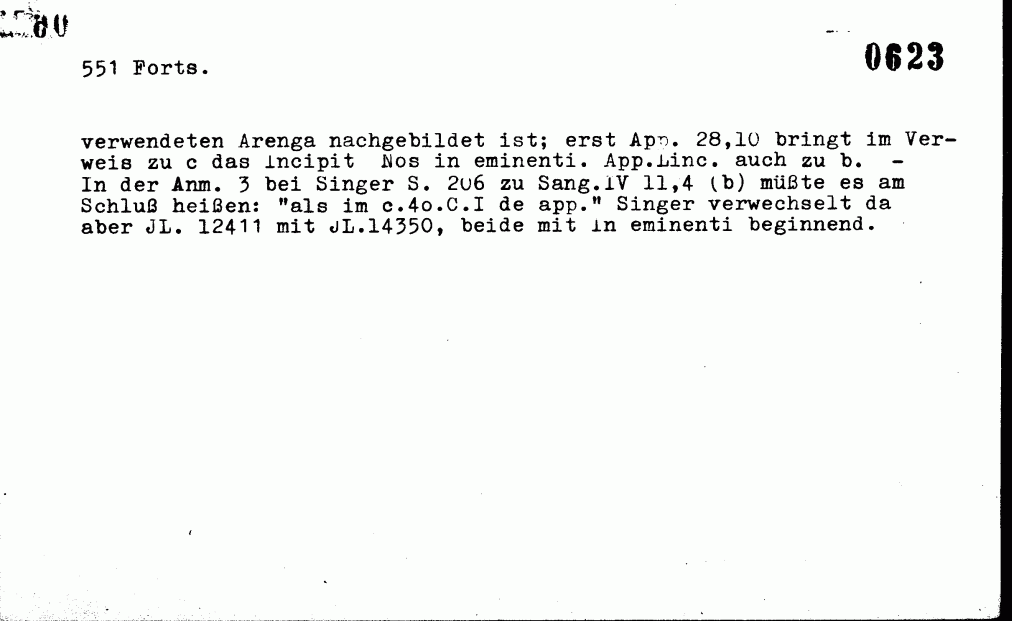 0623
551 Forts.
verwendeten Arenga nachgebildet ist; erst App. 28,10 bringt im Ver-
weis zu c das Incipit Nos in eminenti. App.Linc. auch zu b. -
In der Anm. 3 bei Singer S. 206 zu Sang.IV 11,4 (b) müßte es am
Schluß heißen: "als im c.4o.C.I de app." Singer verwechselt da
aber JL. 12411 mit JL.14350, beide mit In eminenti beginnend.